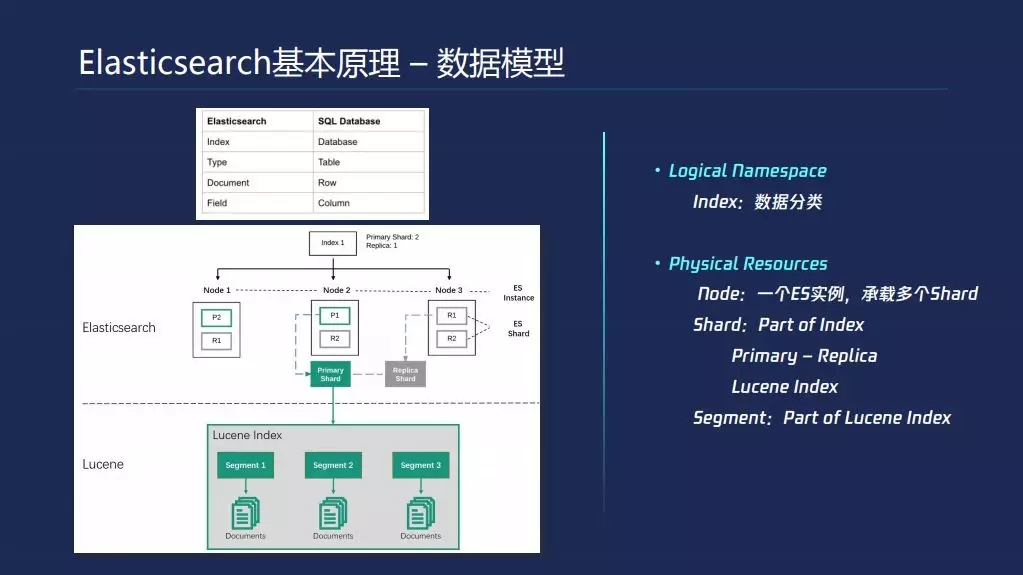 Elasticsearch基本原理 – 数据模型
Elasticsearch SQL Database
Index Database
Type Table
Document Row
Field Column
Index 1
Primary Shard: 2
Replica: 1
Node 1
Node 2
Node 3
ES
Instance
P2
R1
P1
R2
R1
R2
ES
Shard
Elasticsearch
Primary
Shard
Replica
Shard
Lucene
Lucene Index
Segment 1
Segment 2
Segment 3
Documents
Documents
Documents
• Logical Namespace
Index：数据分类
• Physical Resources
Node：一个ES实例，承载多个Shard
Shard：Part of Index
Primary – Replica
Lucene Index
Segment：Part of Lucene Index